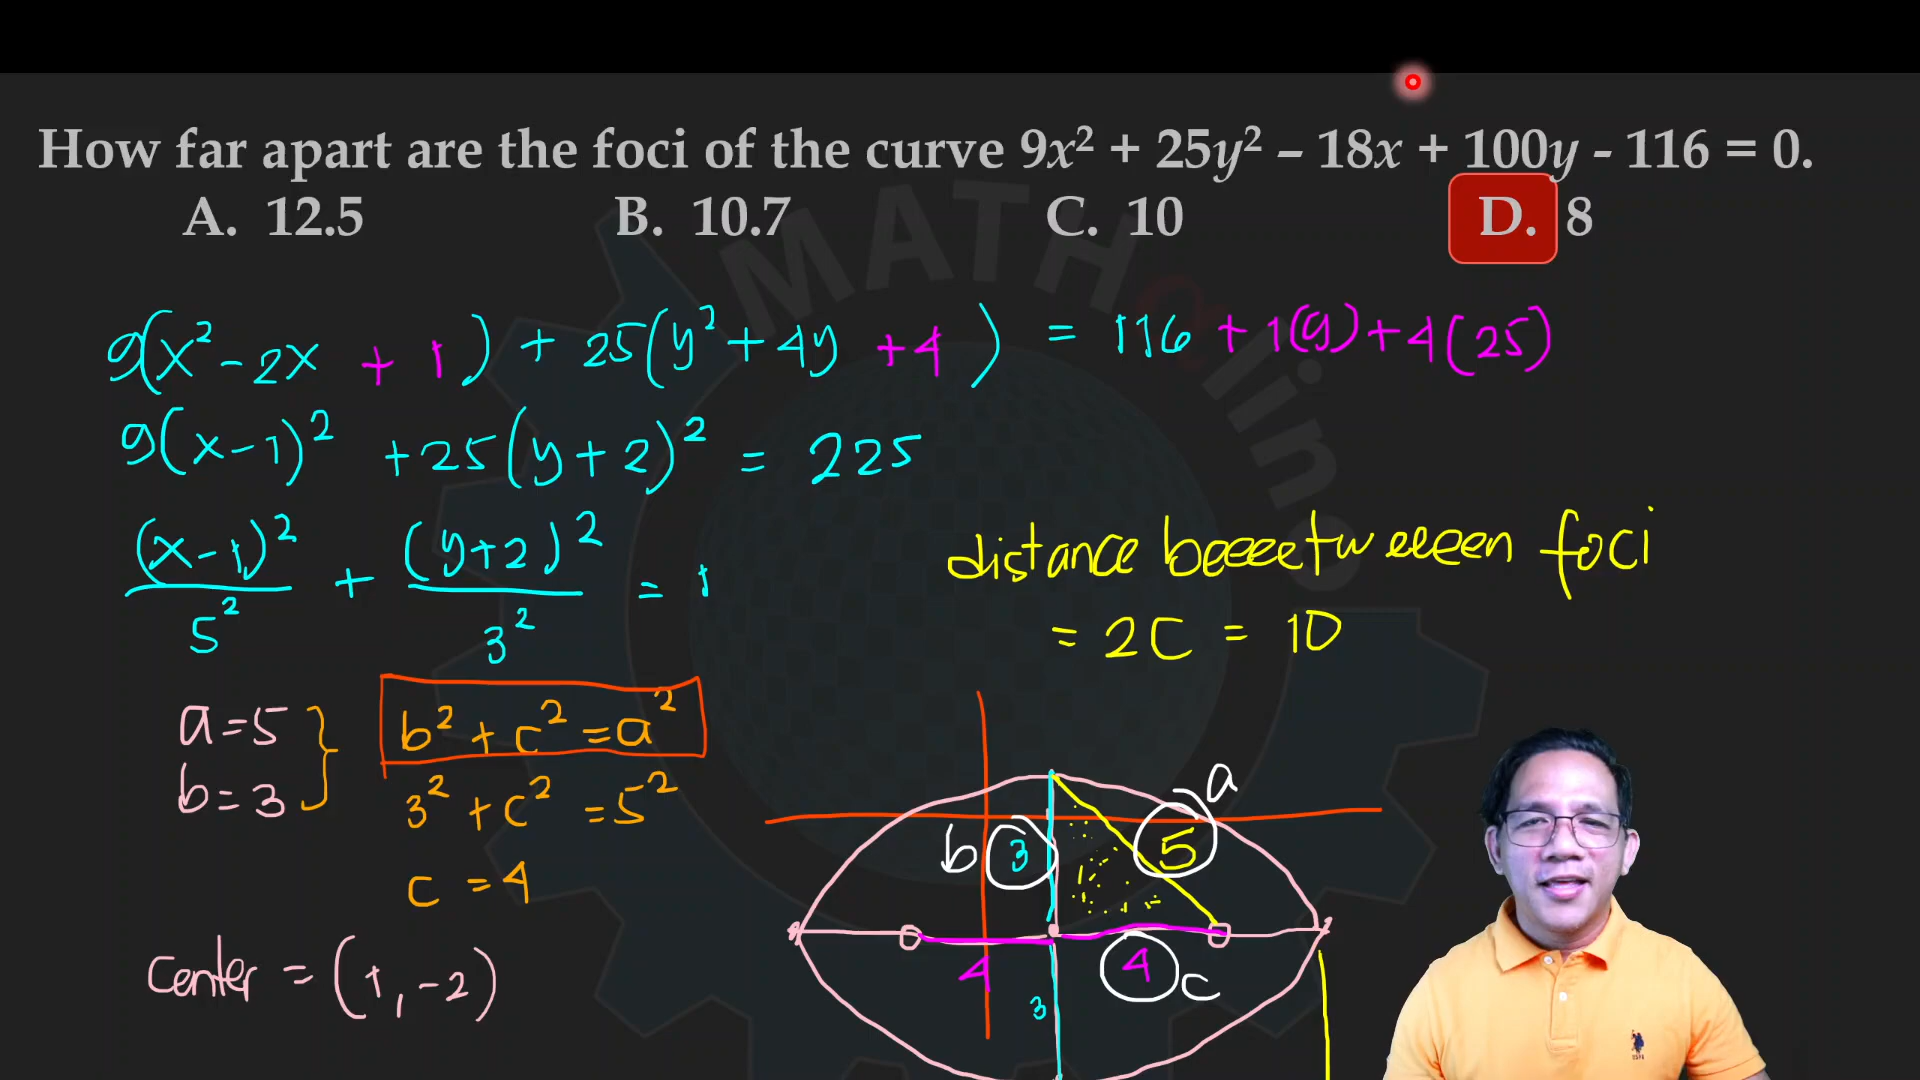 How far apart are the foci of the curve 9x² + 25y² – 18x + 100y - 116 = 0.
A. 12.5 B. 10.7 C. 10 D. 8
MATHalino
9(x² - 2x + 1) + 25(y² + 4y + 4) = 116 + 1(9) + 4(25)
9(x-1)² + 25(y+2)² = 225
(x-1)²/5² + (y+2)²/3² = 1
distance beeeetweeeen foci
= 2C = 10
a=5
b=3
b² + c² = a²
3² + c² = 5²
c = 4
center = (1, -2)
a
b 3 5
4 4 c
3
USPA